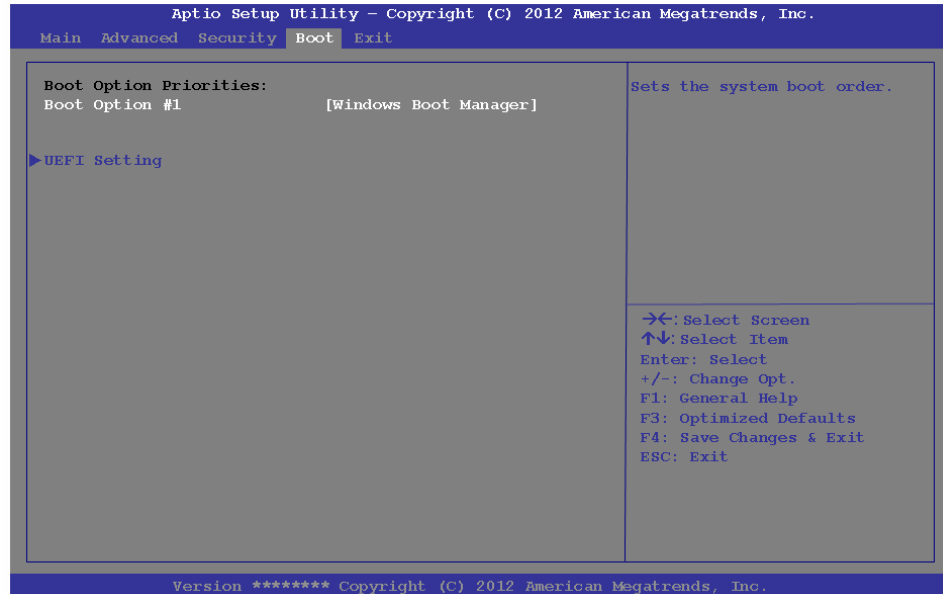 Aptio Setup Utility – Copyright (C) 2012 American Megatrends, Inc.
Main Advanced Security Boot Exit
Boot Option Priorities:
Boot Option #1 [Windows Boot Manager]
▶UEFI Setting
Sets the system boot order.
→←: Select Screen
↑↓: Select Item
Enter: Select
+/-: Change Opt.
F1: General Help
F3: Optimized Defaults
F4: Save Changes & Exit
ESC: Exit
Version ******** Copyright (C) 2012 American Megatrends, Inc.